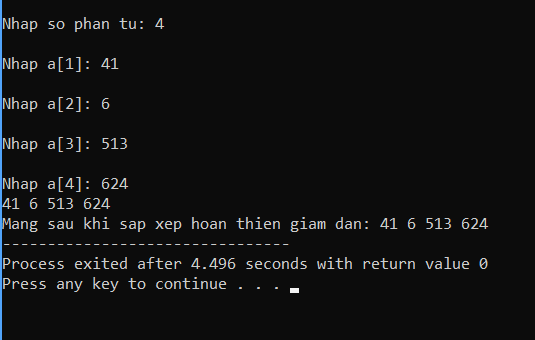 Nhap so phan tu: 4
Nhap a[1]: 41
Nhap a[2]: 6
Nhap a[3]: 513
Nhap a[4]: 624
41 6 513 624
Mang sau khi sap xep hoan thien giam dan: 41 6 513 624
--------------------------------
Process exited after 4.496 seconds with return value 0
Press any key to continue . . .